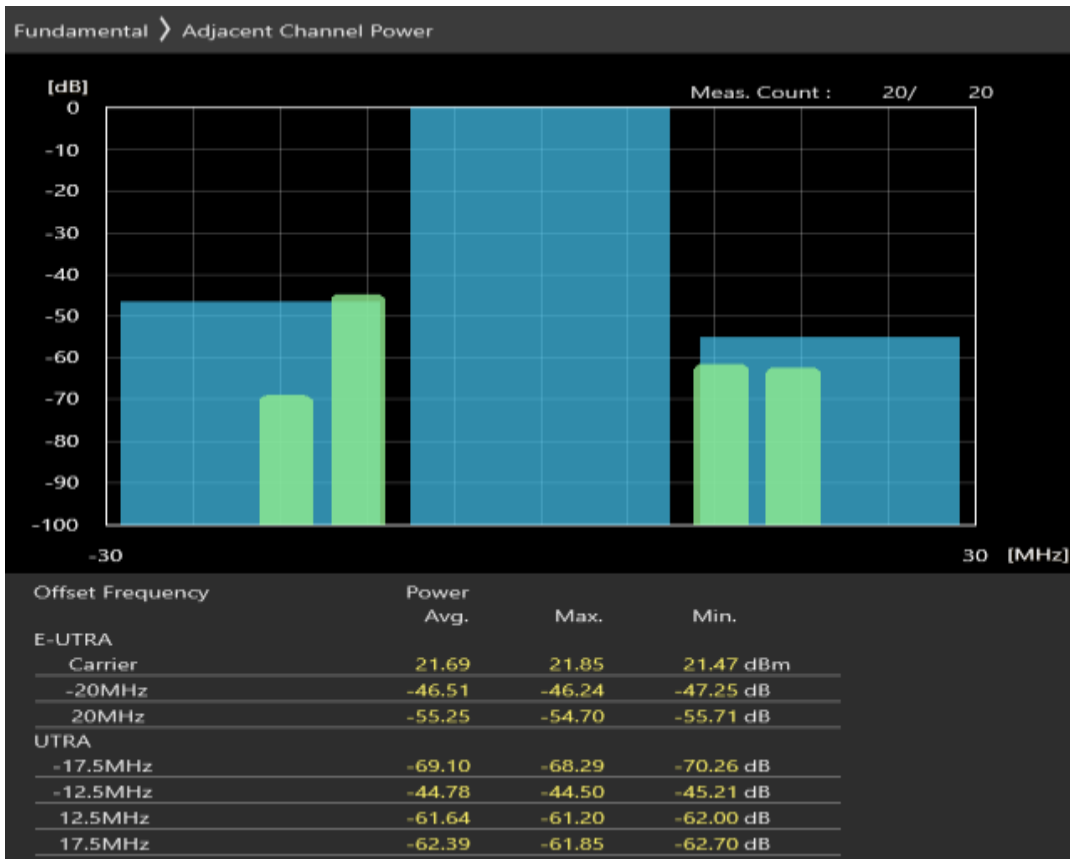 Fundamental 》 Adjacent Channel Power
[dB]
Meas. Count : 20/ 20
0
-10
-20
-30
-40
-50
-60
-70
-80
-90
-100
-30 30 [MHz]
Offset Frequency Power
Avg. Max. Min.
E-UTRA
Carrier 21.69 21.85 21.47 dBm
-20MHz -46.51 -46.24 -47.25 dB
20MHz -55.25 -54.70 -55.71 dB
UTRA
-17.5MHz -69.10 -68.29 -70.26 dB
-12.5MHz -44.78 -44.50 -45.21 dB
12.5MHz -61.64 -61.20 -62.00 dB
17.5MHz -62.39 -61.85 -62.70 dB